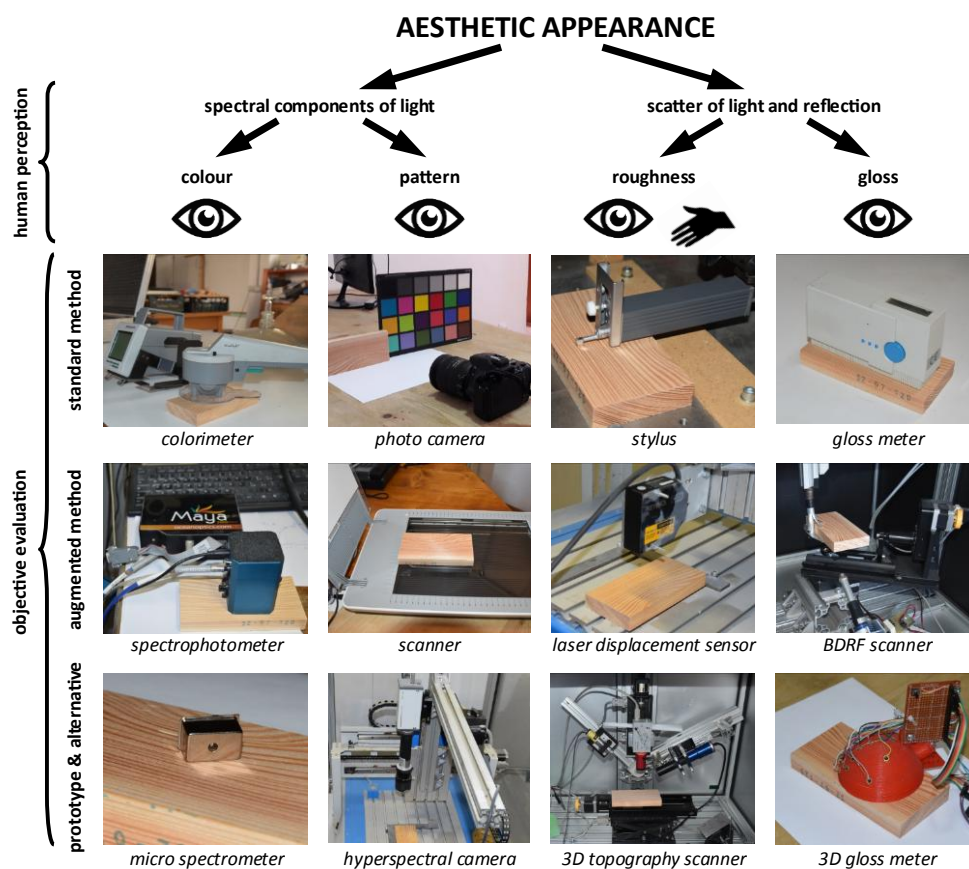 AESTHETIC APPEARANCE
spectral components of light
scatter of light and reflection
human perception
colour
pattern
roughness
gloss
objective evaluation
standard method
colorimeter
photo camera
stylus
gloss meter
augmented method
Maya
spectrophotometer
scanner
laser displacement sensor
BDRF scanner
prototype & alternative
micro spectrometer
hyperspectral camera
3D topography scanner
3D gloss meter